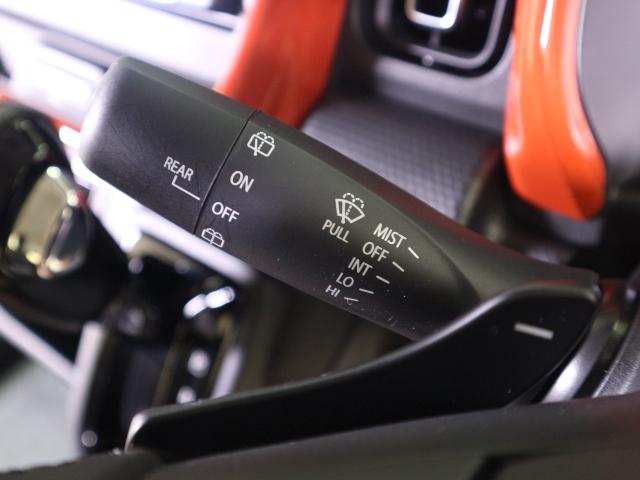 REAR
ON
OFF
PULL
MIST
OFF
INT
LO
HI